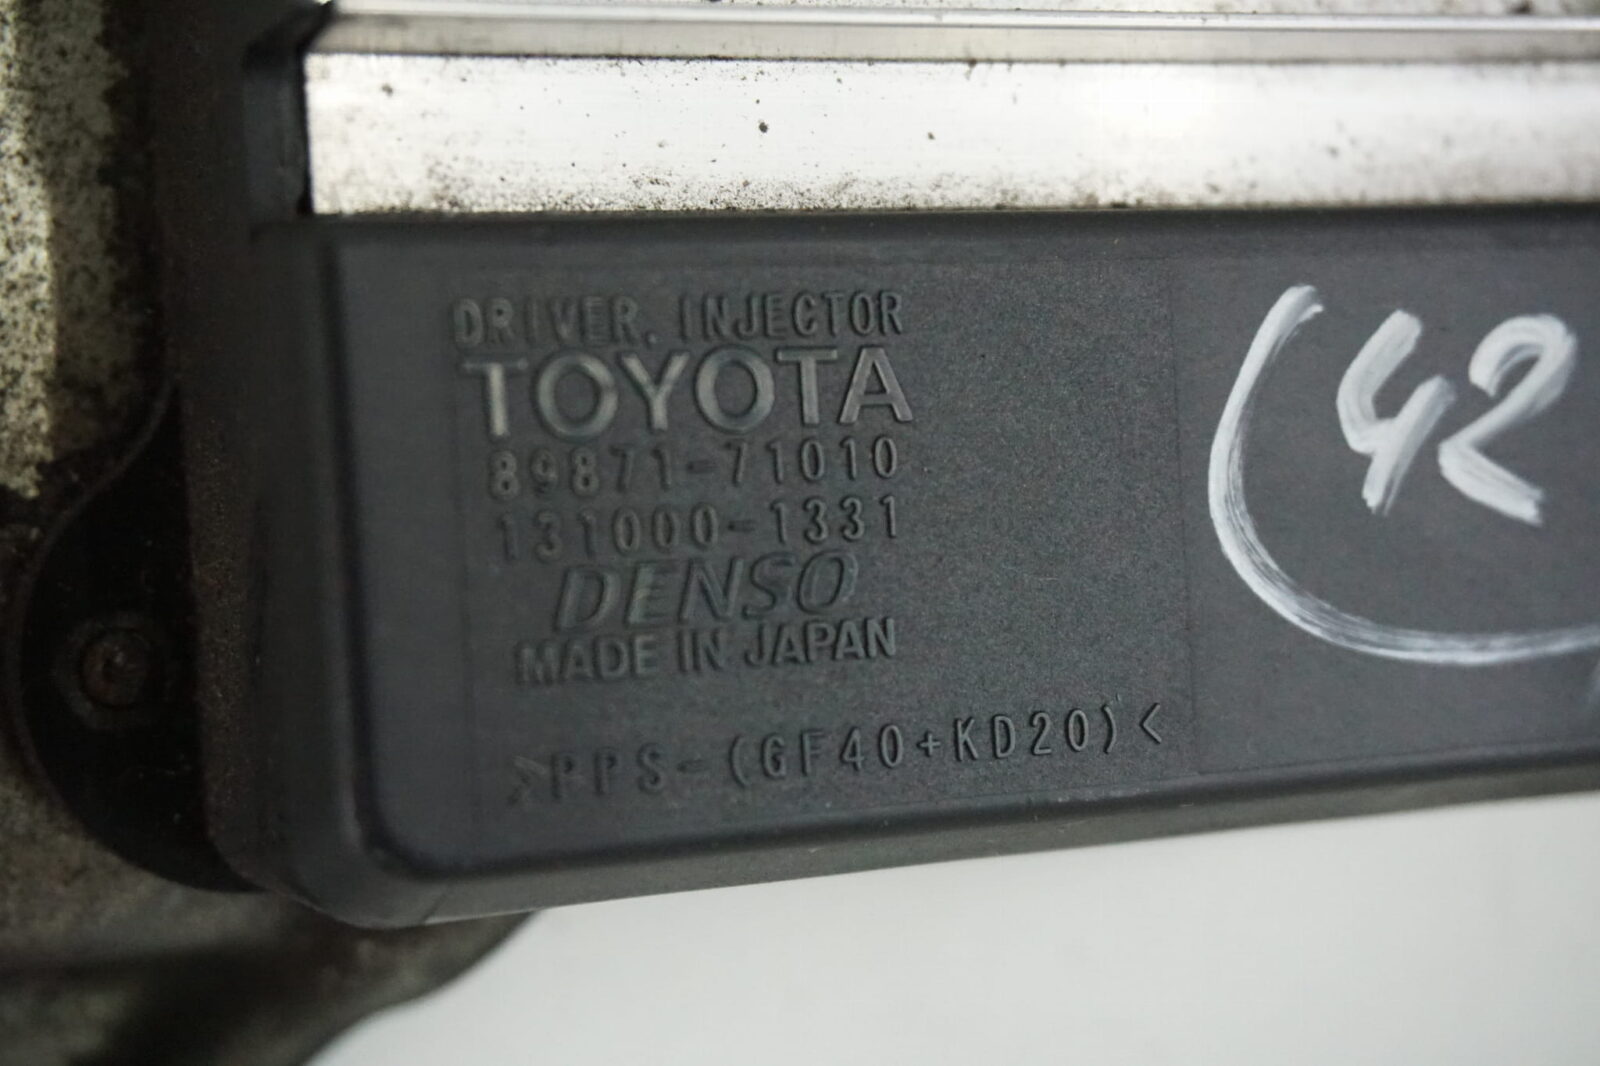 DRIVER, INJECTOR
TOYOTA
89871-71010
131000-1331
DENSO
MADE IN JAPAN
>PPS-(GF40+KD20)<
42